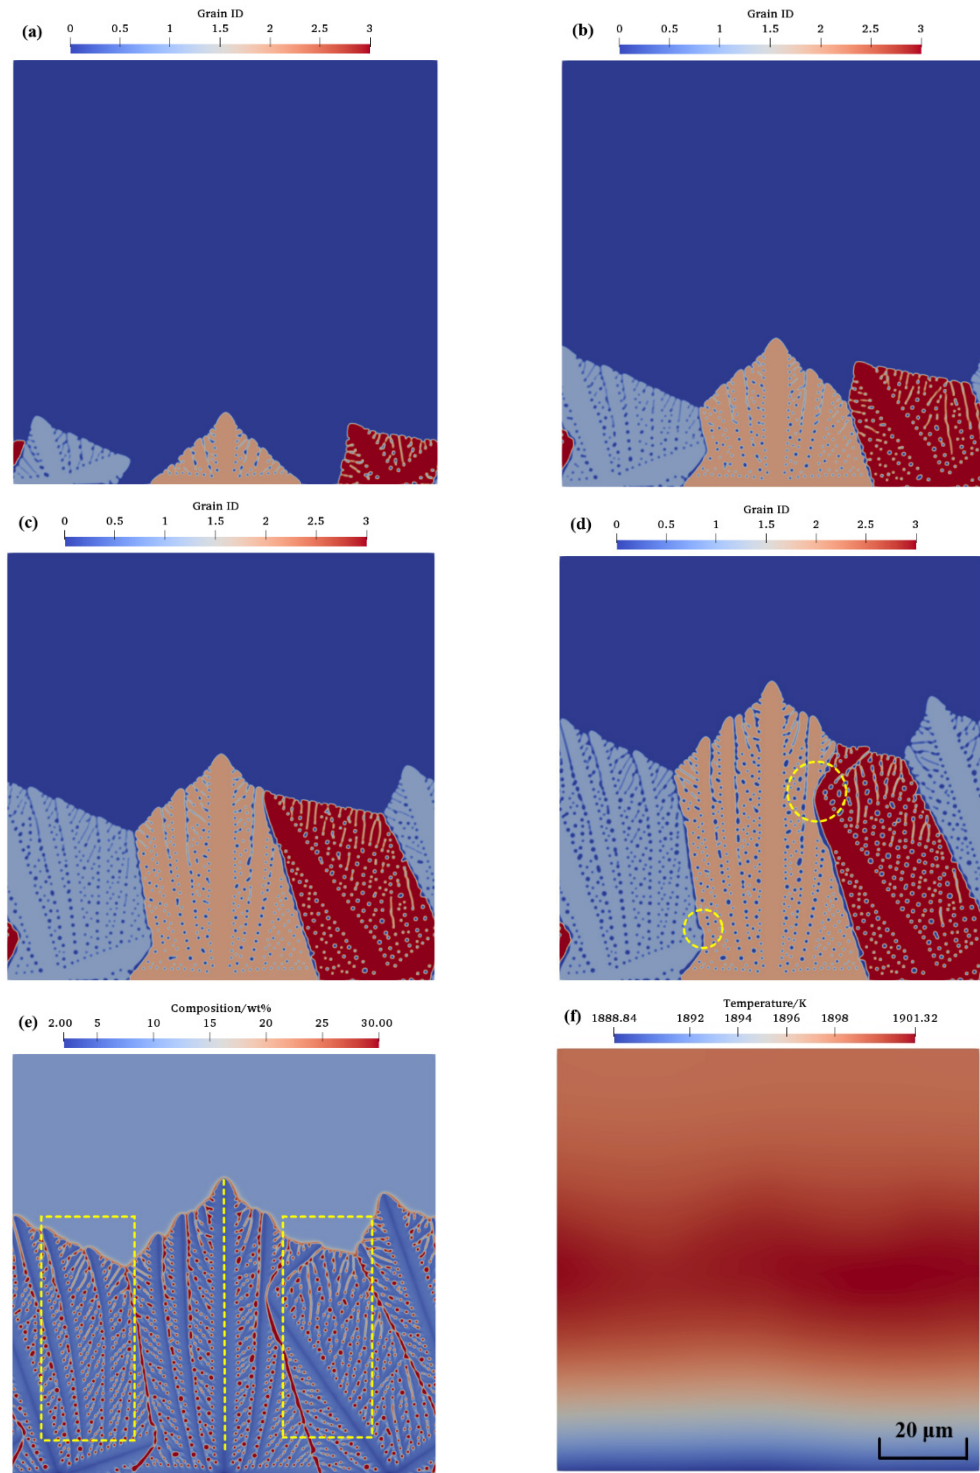 (a)
Grain ID
0 0.5 1 1.5 2 2.5 3
(b)
Grain ID
0 0.5 1 1.5 2 2.5 3
(c)
Grain ID
0 0.5 1 1.5 2 2.5 3
(d)
Grain ID
0 0.5 1 1.5 2 2.5 3
(e)
Composition/wt%
2.00 5 10 15 20 25 30.00
(f)
Temperature/K
1888.84 1892 1894 1896 1898 1901.32
20 μm